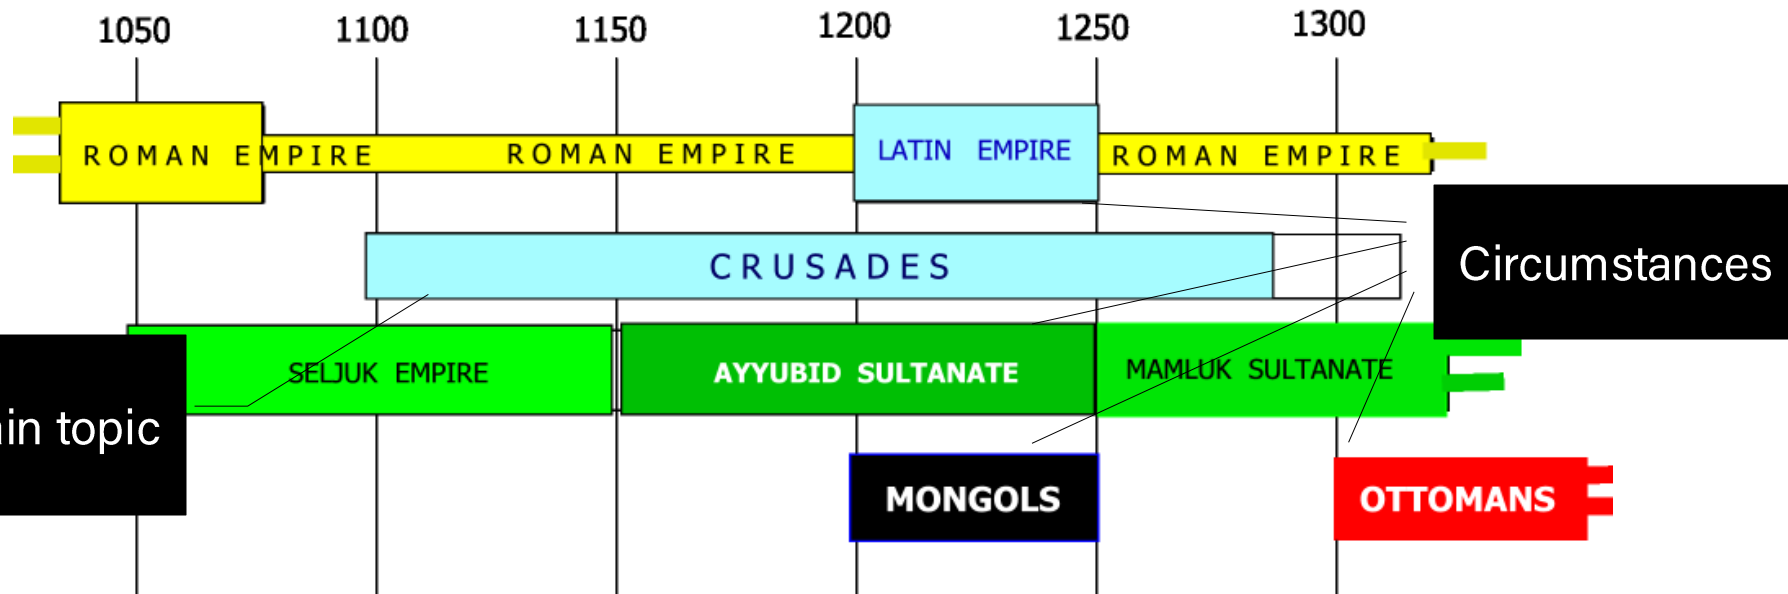 1050 1100 1150 1200 1250 1300
ROMAN EMPIRE ROMAN EMPIRE LATIN EMPIRE ROMAN EMPIRE
CRUSADES
Circumstances
SELJUK EMPIRE AYYUBID SULTANATE MAMLUK SULTANATE
topic
MONGOLS OTTOMANS